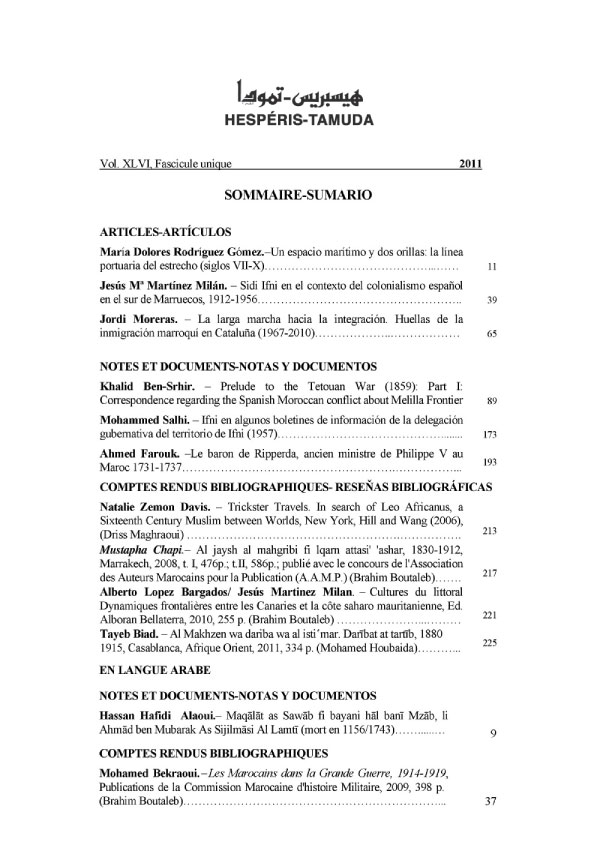 هيسبريس-تمودا
HESPÉRIS-TAMUDA
Vol. XLVI, Fascicule unique 2011
SOMMAIRE-SUMARIO
ARTICLES-ARTÍCULOS
María Dolores Rodríguez Gómez.–Un espacio marítimo y dos orillas: la línea
portuaria del estrecho (siglos VII-X)…………………………………...…… 11
Jesús Mª Martínez Milán. – Sidi Ifni en el contexto del colonialismo español
en el sur de Marruecos, 1912-1956………………………………………….. 39
Jordi Moreras. – La larga marcha hacia la integración. Huellas de la
inmigración marroquí en Cataluña (1967-2010)………………...…………… 65
NOTES ET DOCUMENTS-NOTAS Y DOCUMENTOS
Khalid Ben-Srhir. – Prelude to the Tetouan War (1859): Part I:
Correspondence regarding the Spanish Moroccan conflict about Melilla Frontier 89
Mohammed Salhi. – Ifni en algunos boletines de información de la delegación
gubernativa del territorio de Ifni (1957)…………………………………........ 173
Ahmed Farouk. –Le baron de Ripperda, ancien ministre de Philippe V au
Maroc 1731-1737…………………………………….…………………... 193
COMPTES RENDUS BIBLIOGRAPHIQUES- RESEÑAS BIBLIOGRÁFICAS
Natalie Zemon Davis. – Trickster Travels. In search of Leo Africanus, a
Sixteenth Century Muslim between Worlds, New York, Hill and Wang (2006),
(Driss Maghraoui) …………………………………….…………………. 213
Mustapha Chapi.– Al jaysh al mahgribi fi lqarn attasi' 'ashar, 1830-1912,
Marrakech, 2008, t. I, 476p.; t.II, 586p.; publié avec le concours de l'Association
des Auteurs Marocains pour la Publication (A.A.M.P.) (Brahim Boutaleb)…… 217
Alberto Lopez Bargados/ Jesús Martinez Milan. – Cultures du littoral
Dynamiques frontalières entre les Canaries et la côte saharo mauritanienne, Ed.
Alboran Bellaterra, 2010, 255 p. (Brahim Boutaleb) …………………...……… 221
Tayeb Biad. – Al Makhzen wa dariba wa al isti´mar. Darībat at tartīb, 1880
1915, Casablanca, Afrique Orient, 2011, 334 p. (Mohamed Houbaida)………... 225
EN LANGUE ARABE
NOTES ET DOCUMENTS-NOTAS Y DOCUMENTOS
Hassan Hafidi Alaoui.– Maqālāt as Sawāb fi bayani hāl banī Mzāb, li
Ahmād ben Mubarak As Sijilmāsi Al Lamtī (mort en 1156/1743)…….....… 9
COMPTES RENDUS BIBLIOGRAPHIQUES
Mohamed Bekraoui.–Les Marocains dans la Grande Guerre, 1914-1919,
Publications de la Commission Marocaine d'histoire Militaire, 2009, 398 p.
(Brahim Boutaleb)……………………………………………………….. 37